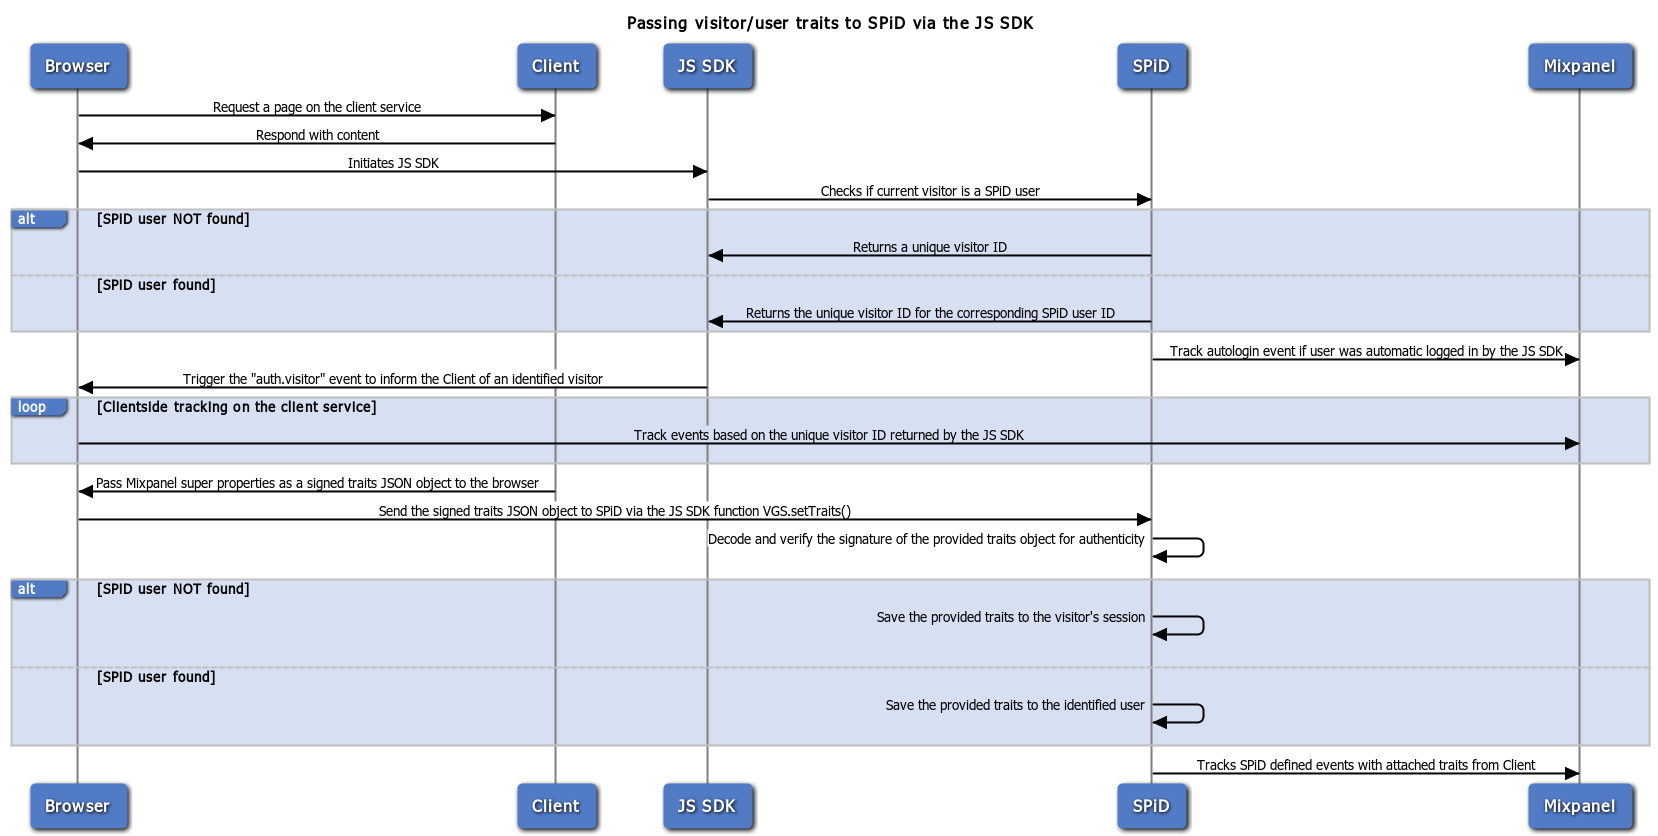 Passing visitor/user traits to SPiD via the JS SDK
Browser
Client
JS SDK
SPiD
Mixpanel
Request a page on the client service
Respond with content
Initiates JS SDK
Checks if current visitor is a SPiD user
alt
[SPiD user NOT found]
Returns a unique visitor ID
[SPiD user found]
Returns the unique visitor ID for the corresponding SPiD user ID
Track autologin event if user was automatic logged in by the JS SDK
Trigger the "auth.visitor" event to inform the Client of an identified visitor
loop
[Clientside tracking on the client service]
Track events based on the unique visitor ID returned by the JS SDK
Pass Mixpanel super properties as a signed traits JSON object to the browser
Send the signed traits JSON object to SPiD via the JS SDK function VGS.setTraits()
Decode and verify the signature of the provided traits object for authenticity
alt
[SPiD user NOT found]
Save the provided traits to the visitor's session
[SPiD user found]
Save the provided traits to the identified user
Tracks SPiD defined events with attached traits from Client
Browser
Client
JS SDK
SPiD
Mixpanel